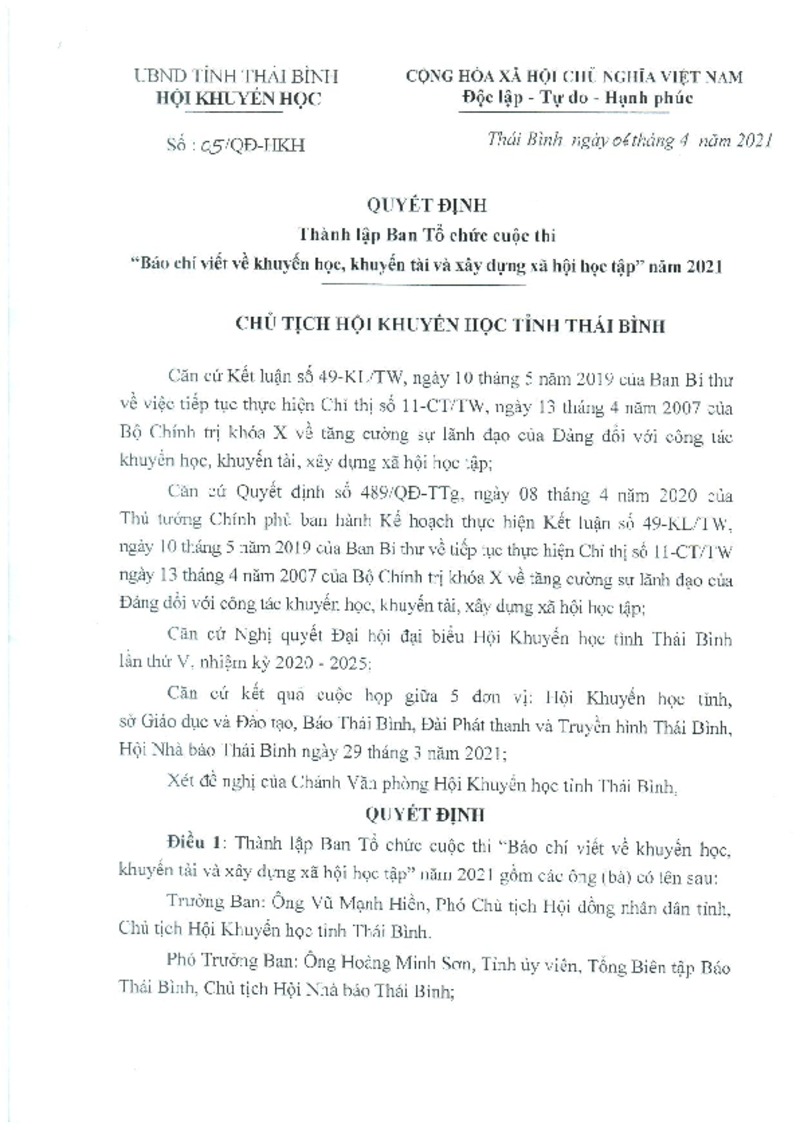 UBND TỈNH THÁI BÌNH
HỘI KHUYẾN HỌC
Số : 05/QĐ-HKH
CỘNG HÒA XÃ HỘI CHỦ NGHĨA VIỆT NAM
Độc lập - Tự do - Hạnh phúc
Thái Bình ngày 06 tháng 4 năm 2021
QUYẾT ĐỊNH
Thành lập Ban Tổ chức cuộc thi
“Báo chí viết về khuyến học, khuyến tài và xây dựng xã hội học tập” năm 2021
CHỦ TỊCH HỘI KHUYẾN HỌC TỈNH THÁI BÌNH
Căn cứ Kết luận số 49-KL/TW, ngày 10 tháng 5 năm 2019 của Ban Bí thư
về việc tiếp tục thực hiện Chỉ thị số 11-CT/TW, ngày 13 tháng 4 năm 2007 của
Bộ Chính trị khóa X về tăng cường sự lãnh đạo của Đảng đối với công tác
khuyến học, khuyến tài, xây dựng xã hội học tập;
Căn cứ Quyết định số 489/QĐ-TTg, ngày 08 tháng 4 năm 2020 của
Thủ tướng Chính phủ ban hành Kế hoạch thực hiện Kết luận số 49-KL/TW,
ngày 10 tháng 5 năm 2019 của Ban Bí thư về tiếp tục thực hiện Chỉ thị số 11-CT/TW
ngày 13 tháng 4 năm 2007 của Bộ Chính trị khóa X về tăng cường sự lãnh đạo của
Đảng đối với công tác khuyến học, khuyến tài, xây dựng xã hội học tập;
Căn cứ Nghị quyết Đại hội đại biểu Hội Khuyến học tỉnh Thái Bình
lần thứ V, nhiệm kỳ 2020 - 2025;
Căn cứ kết quả cuộc họp giữa 5 đơn vị: Hội Khuyến học tỉnh,
sở Giáo dục và Đào tạo, Báo Thái Bình, Đài Phát thanh và Truyền hình Thái Bình,
Hội Nhà báo Thái Bình ngày 29 tháng 3 năm 2021;
Xét đề nghị của Chánh Văn phòng Hội Khuyến học tỉnh Thái Bình,
QUYẾT ĐỊNH
Điều 1: Thành lập Ban Tổ chức cuộc thi “Báo chí viết về khuyến học,
khuyến tài và xây dựng xã hội học tập” năm 2021 gồm các ông (bà) có tên sau:
Trưởng Ban: Ông Vũ Mạnh Hiền, Phó Chủ tịch Hội đồng nhân dân tỉnh,
Chủ tịch Hội Khuyến học tỉnh Thái Bình.
Phó Trưởng Ban: Ông Hoàng Minh Sơn, Tỉnh ủy viên, Tổng Biên tập Báo
Thái Bình, Chủ tịch Hội Nhà báo Thái Bình;